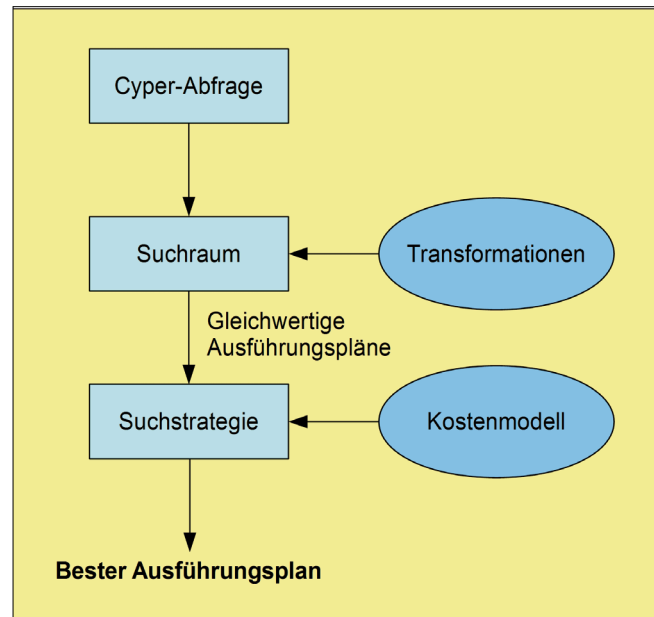 Cyper-Abfrage
Suchraum
Transformationen
Gleichwertige
Ausführungspläne
Suchstrategie
Kostenmodell
Bester Ausführungsplan